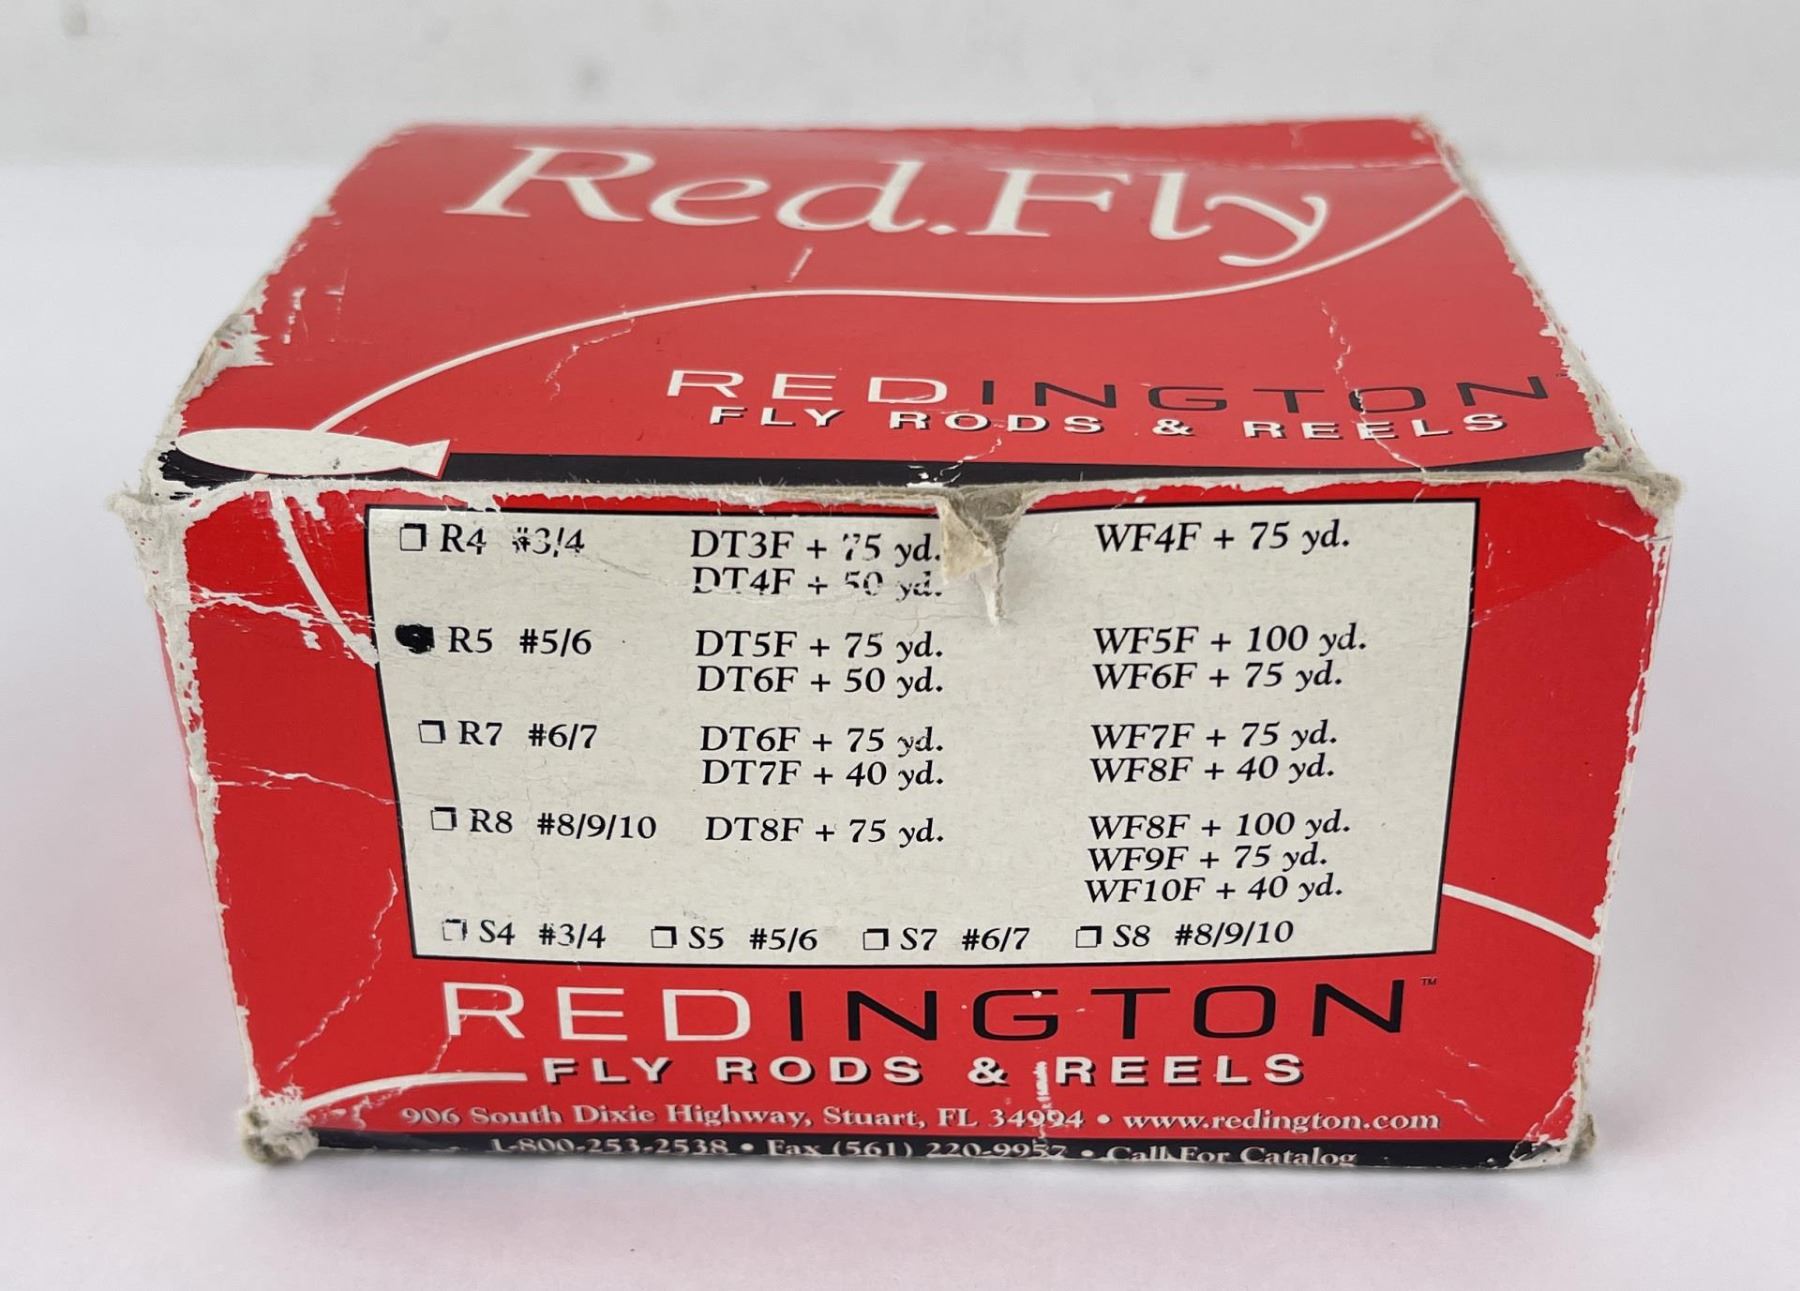 Red.Fly
REDINGTON
FLY RODS & REELS
R4 #3/4 DT3F + 75 yd. WF4F + 75 yd.
DT4F + 50 yd.
R5 #5/6 DT5F + 75 yd. WF5F + 100 yd.
DT6F + 50 yd. WF6F + 75 yd.
R7 #6/7 DT6F + 75 yd. WF7F + 75 yd.
DT7F + 40 yd. WF8F + 40 yd.
R8 #8/9/10 DT8F + 75 yd. WF8F + 100 yd.
WF9F + 75 yd.
WF10F + 40 yd.
S4 #3/4 S5 #5/6 S7 #6/7 S8 #8/9/10
REDINGTON™
FLY RODS & REELS
906 South Dixie Highway, Stuart, FL 34994 • www.redington.com
1-800-253-2538 • Fax (561) 220-9957 • Call For Catalog